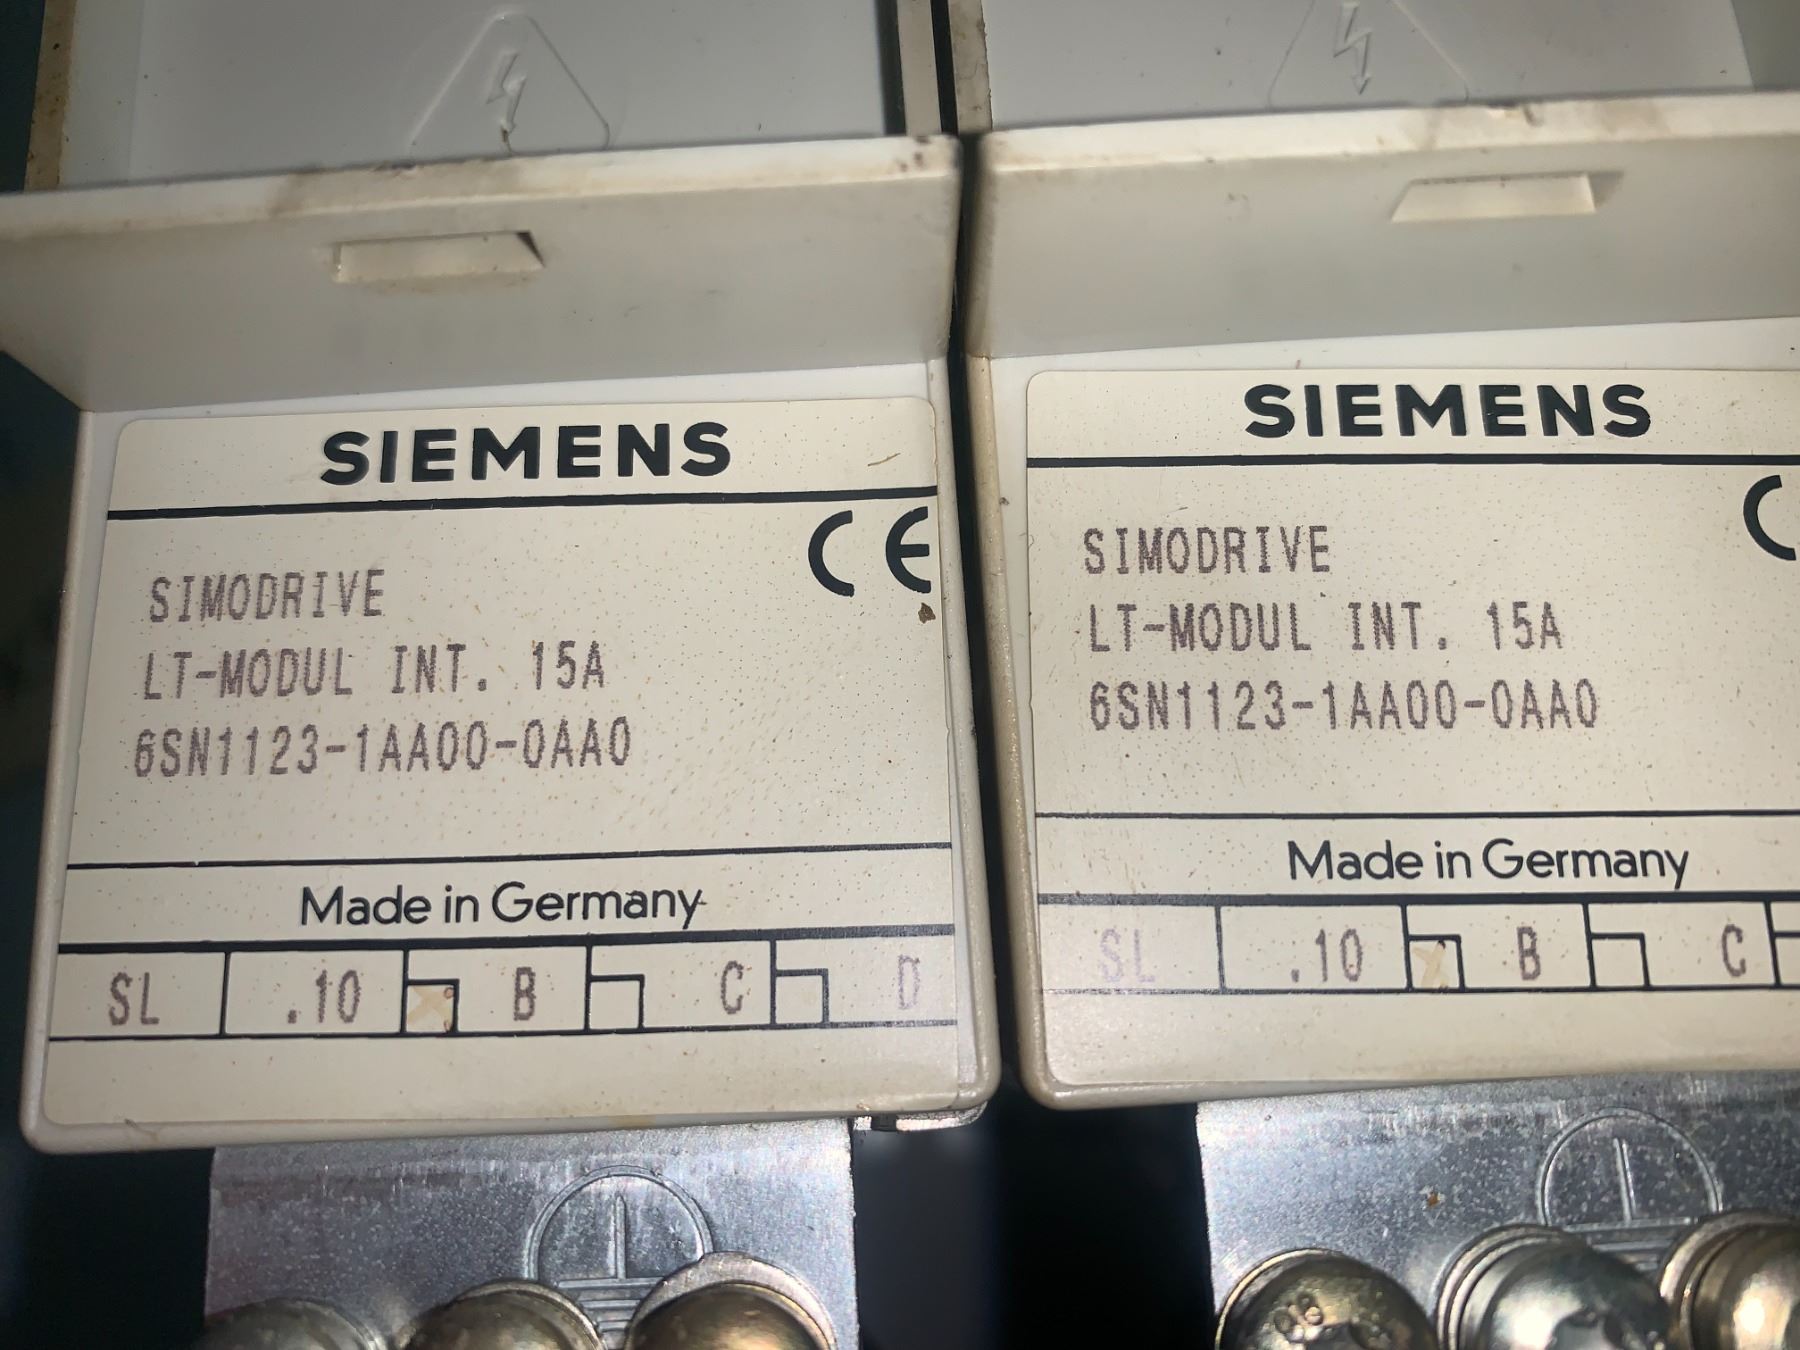 SIEMENS
CE
SIMODRIVE
LT-MODUL INT. 15A
6SN1123-1AA00-0AA0
Made in Germany
SL .10 B C D
SIEMENS
C
SIMODRIVE
LT-MODUL INT. 15A
6SN1123-1AA00-0AA0
Made in Germany
SL .10 B C